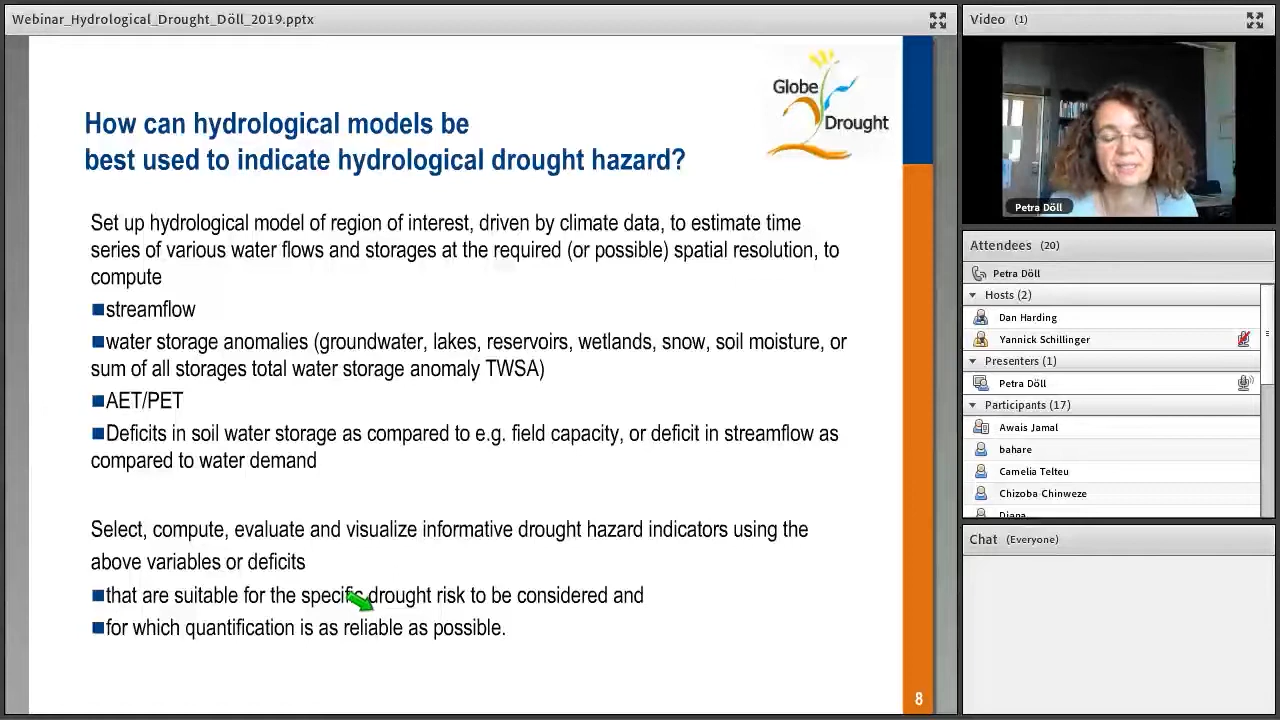 Webinar_Hydrological_Drought_Döll_2019.pptx
Globe
Drought
How can hydrological models be
best used to indicate hydrological drought hazard?
Set up hydrological model of region of interest, driven by climate data, to estimate time
series of various water flows and storages at the required (or possible) spatial resolution, to
compute
■streamflow
■water storage anomalies (groundwater, lakes, reservoirs, wetlands, snow, soil moisture, or
sum of all storages total water storage anomaly TWSA)
■AET/PET
■Deficits in soil water storage as compared to e.g. field capacity, or deficit in streamflow as
compared to water demand
Select, compute, evaluate and visualize informative drought hazard indicators using the
above variables or deficits
■that are suitable for the specific drought risk to be considered and
■for which quantification is as reliable as possible.
8
Video (1)
Petra Döll
Attendees (20)
Petra Döll
Hosts (2)
Dan Harding
Yannick Schillinger
Presenters (1)
Petra Döll
Participants (17)
Awais Jamal
bahare
Camelia Telteu
Chizoba Chinweze
Diana
Chat (Everyone)